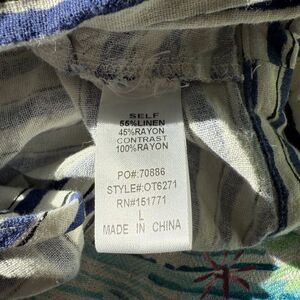 SELF
55%LINEN
45%RAYON
CONTRAST
100%RAYON
PO#:70886
STYLE#:OT6271
RN#151771
L
MADE IN CHINA